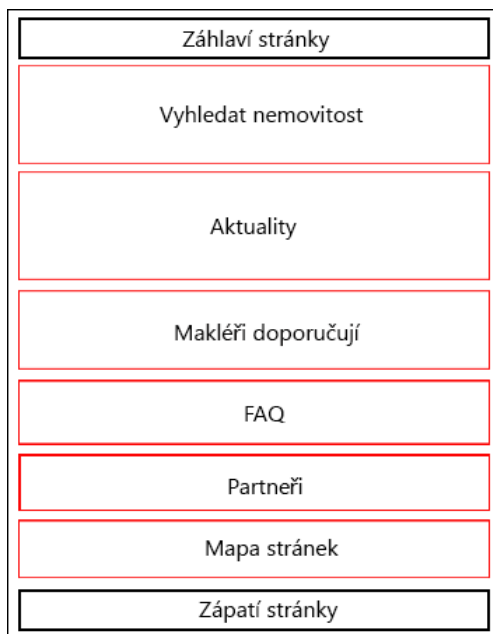 Záhlaví stránky
Vyhledat nemovitost
Aktuality
Makléři doporučují
FAQ
Partneři
Mapa stránek
Zápatí stránky